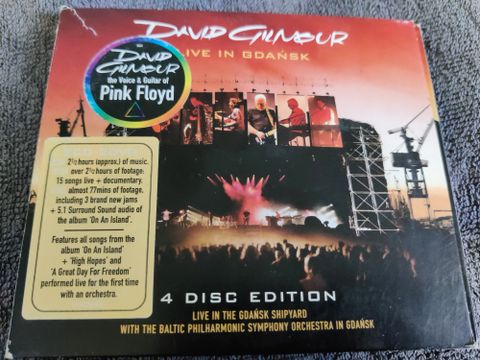 DAVID GILMOUR
LIVE IN GDAŃSK
DAVID
GILMOUR
the Voice & Guitar of
Pink Floyd
2½ hours (approx.) of music.
over 2½ hours of footage:
15 songs live + documentary,
almost 77mins of footage,
including 3 brand new jams
+ 5.1 Surround Sound audio of
the album 'On An Island'.
Features all songs from the
album 'On An Island'
+ 'High Hopes' and
'A Great Day For Freedom'
performed live for the first time
with an orchestra.
4 DISC EDITION
LIVE IN THE GDAŃSK SHIPYARD
WITH THE BALTIC PHILHARMONIC SYMPHONY ORCHESTRA IN GDAŃSK